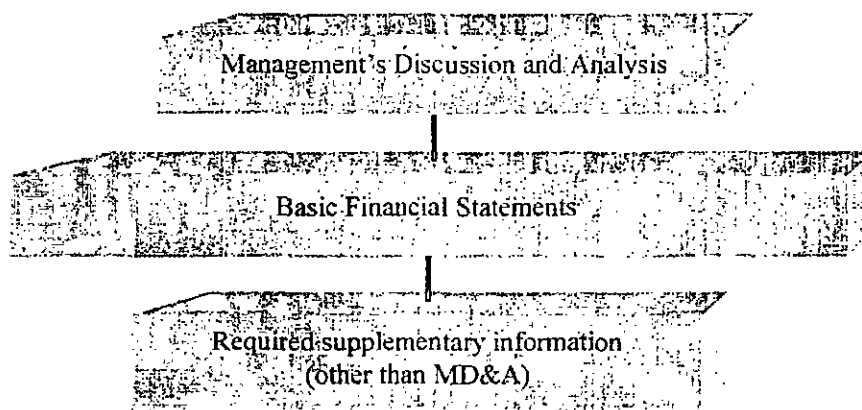 Management's Discussion and Analysis
Basic Financial Statements
Required supplementary information
(other than MD&A)